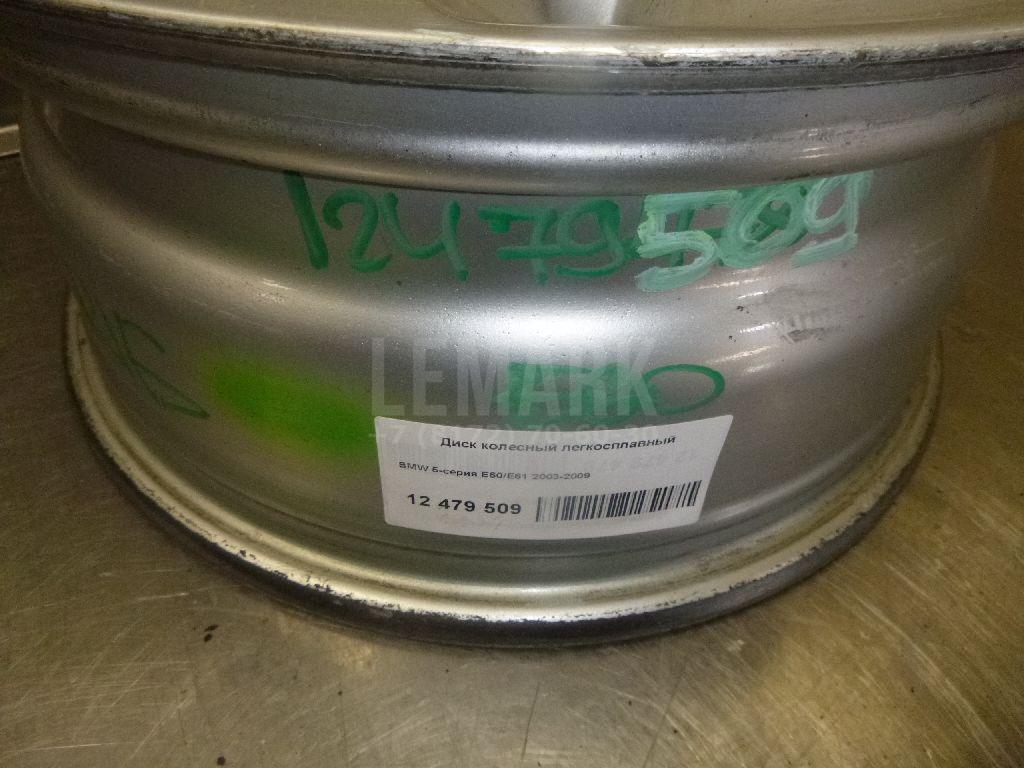 12479509
LEMARK
Диск колесный легкосплавный
BMW 5-серия E60/E61 2003-2009
12 479 509